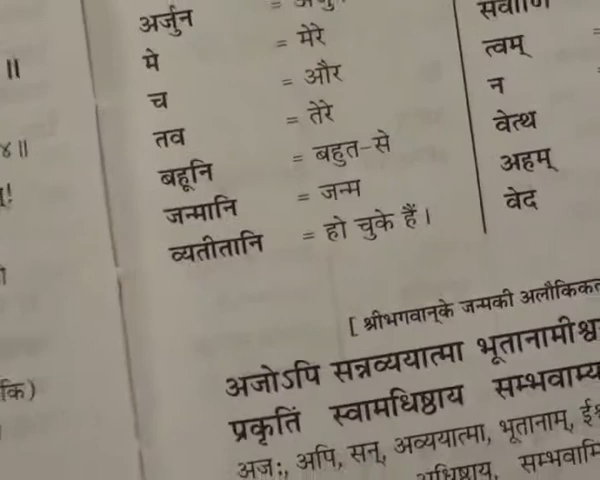 ॥
४॥
अर्जुन
मे = मेरे
च = और
तव = तेरे
बहूनि = बहुत-से
जन्मानि = जन्म
व्यतीतानि = हो चुके हैं।
त्वम्
न
वेत्थ
अहम्
वेद
[ श्रीभगवान्‌के जन्मकी अलौकिकता
अजोऽपि सन्नव्ययात्मा भूतानामीश्व
प्रकृतिं स्वामधिष्ठाय सम्भवाम्य
अजः, अपि, सन्, अव्ययात्मा, भूतानाम्,
अधिष्ठाय, सम्भवामि